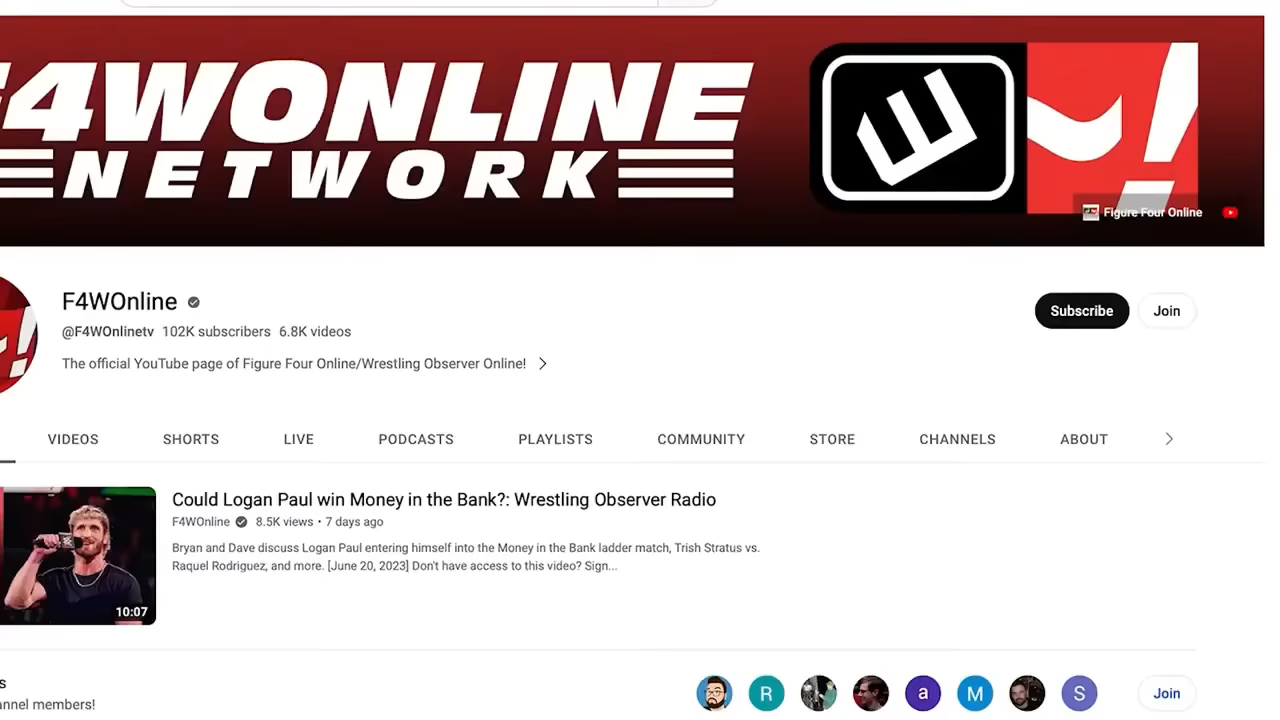 F4WONLINE
NETWORK
Figure Four Online
F4WOnline
@F4WOnlinetv 102K subscribers 6.8K videos
The official YouTube page of Figure Four Online/Wrestling Observer Online!
Subscribe
Join
VIDEOS SHORTS LIVE PODCASTS PLAYLISTS COMMUNITY STORE CHANNELS ABOUT
10:07
Could Logan Paul win Money in the Bank?: Wrestling Observer Radio
F4WOnline 8.5K views • 7 days ago
Bryan and Dave discuss Logan Paul entering himself into the Money in the Bank ladder match, Trish Stratus vs.
Raquel Rodriguez, and more. [June 20, 2023] Don't have access to this video? Sign...
R a M S
Join
members!